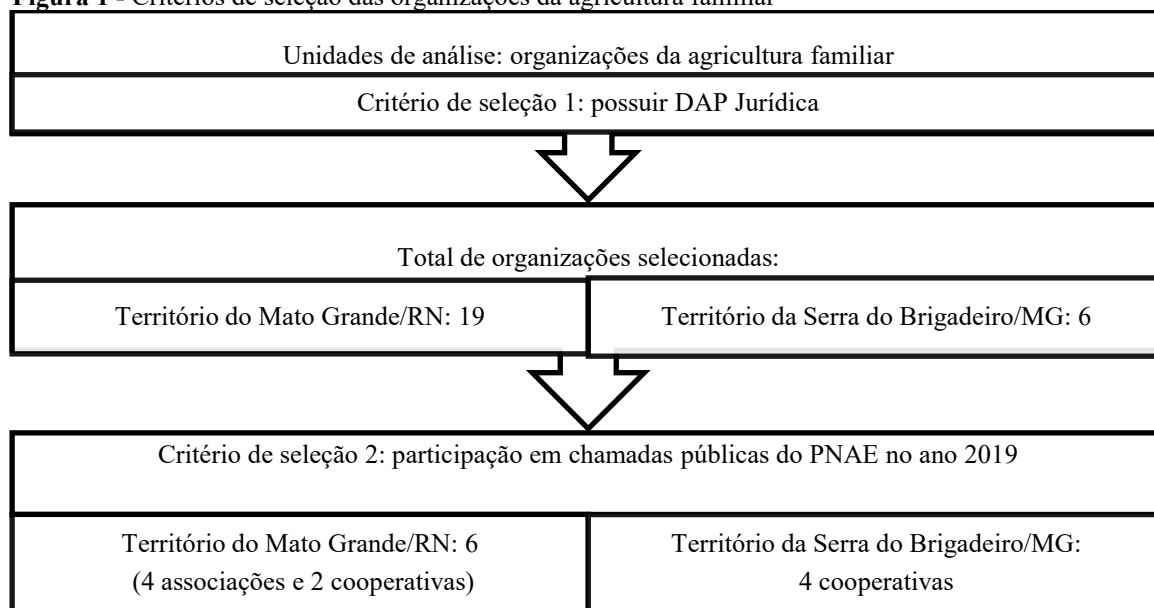 Figura 1 - Critérios de seleção das organizações da agricultura familiar
Unidades de análise: organizações da agricultura familiar
Critério de seleção 1: possuir DAP Jurídica
Total de organizações selecionadas:
Território do Mato Grande/RN: 19
Território da Serra do Brigadeiro/MG: 6
Critério de seleção 2: participação em chamadas públicas do PNAE no ano 2019
Território do Mato Grande/RN: 6
(4 associações e 2 cooperativas)
Território da Serra do Brigadeiro/MG:
4 cooperativas